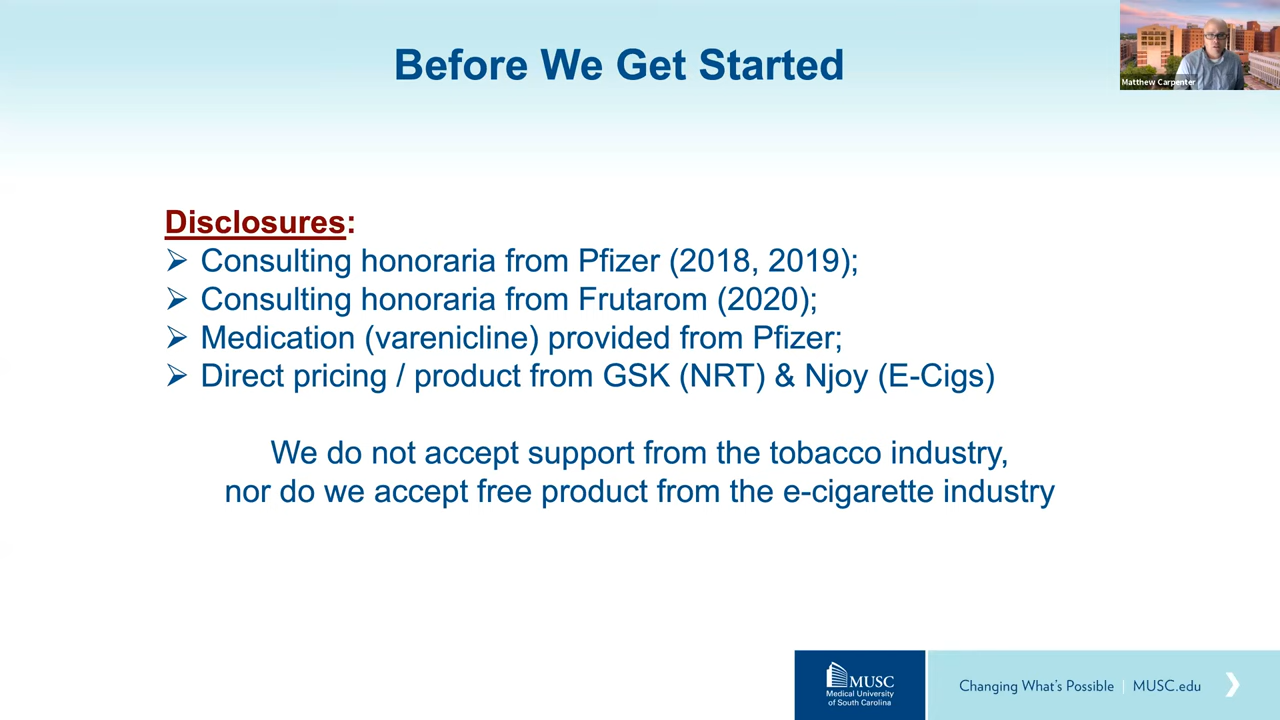 Before We Get Started
Matthew Carpenter
Disclosures:
➢ Consulting honoraria from Pfizer (2018, 2019);
➢ Consulting honoraria from Frutarom (2020);
➢ Medication (varenicline) provided from Pfizer;
➢ Direct pricing / product from GSK (NRT) & Njoy (E-Cigs)
We do not accept support from the tobacco industry,
nor do we accept free product from the e-cigarette industry
MUSC
Medical University
of South Carolina
Changing What's Possible | MUSC.edu